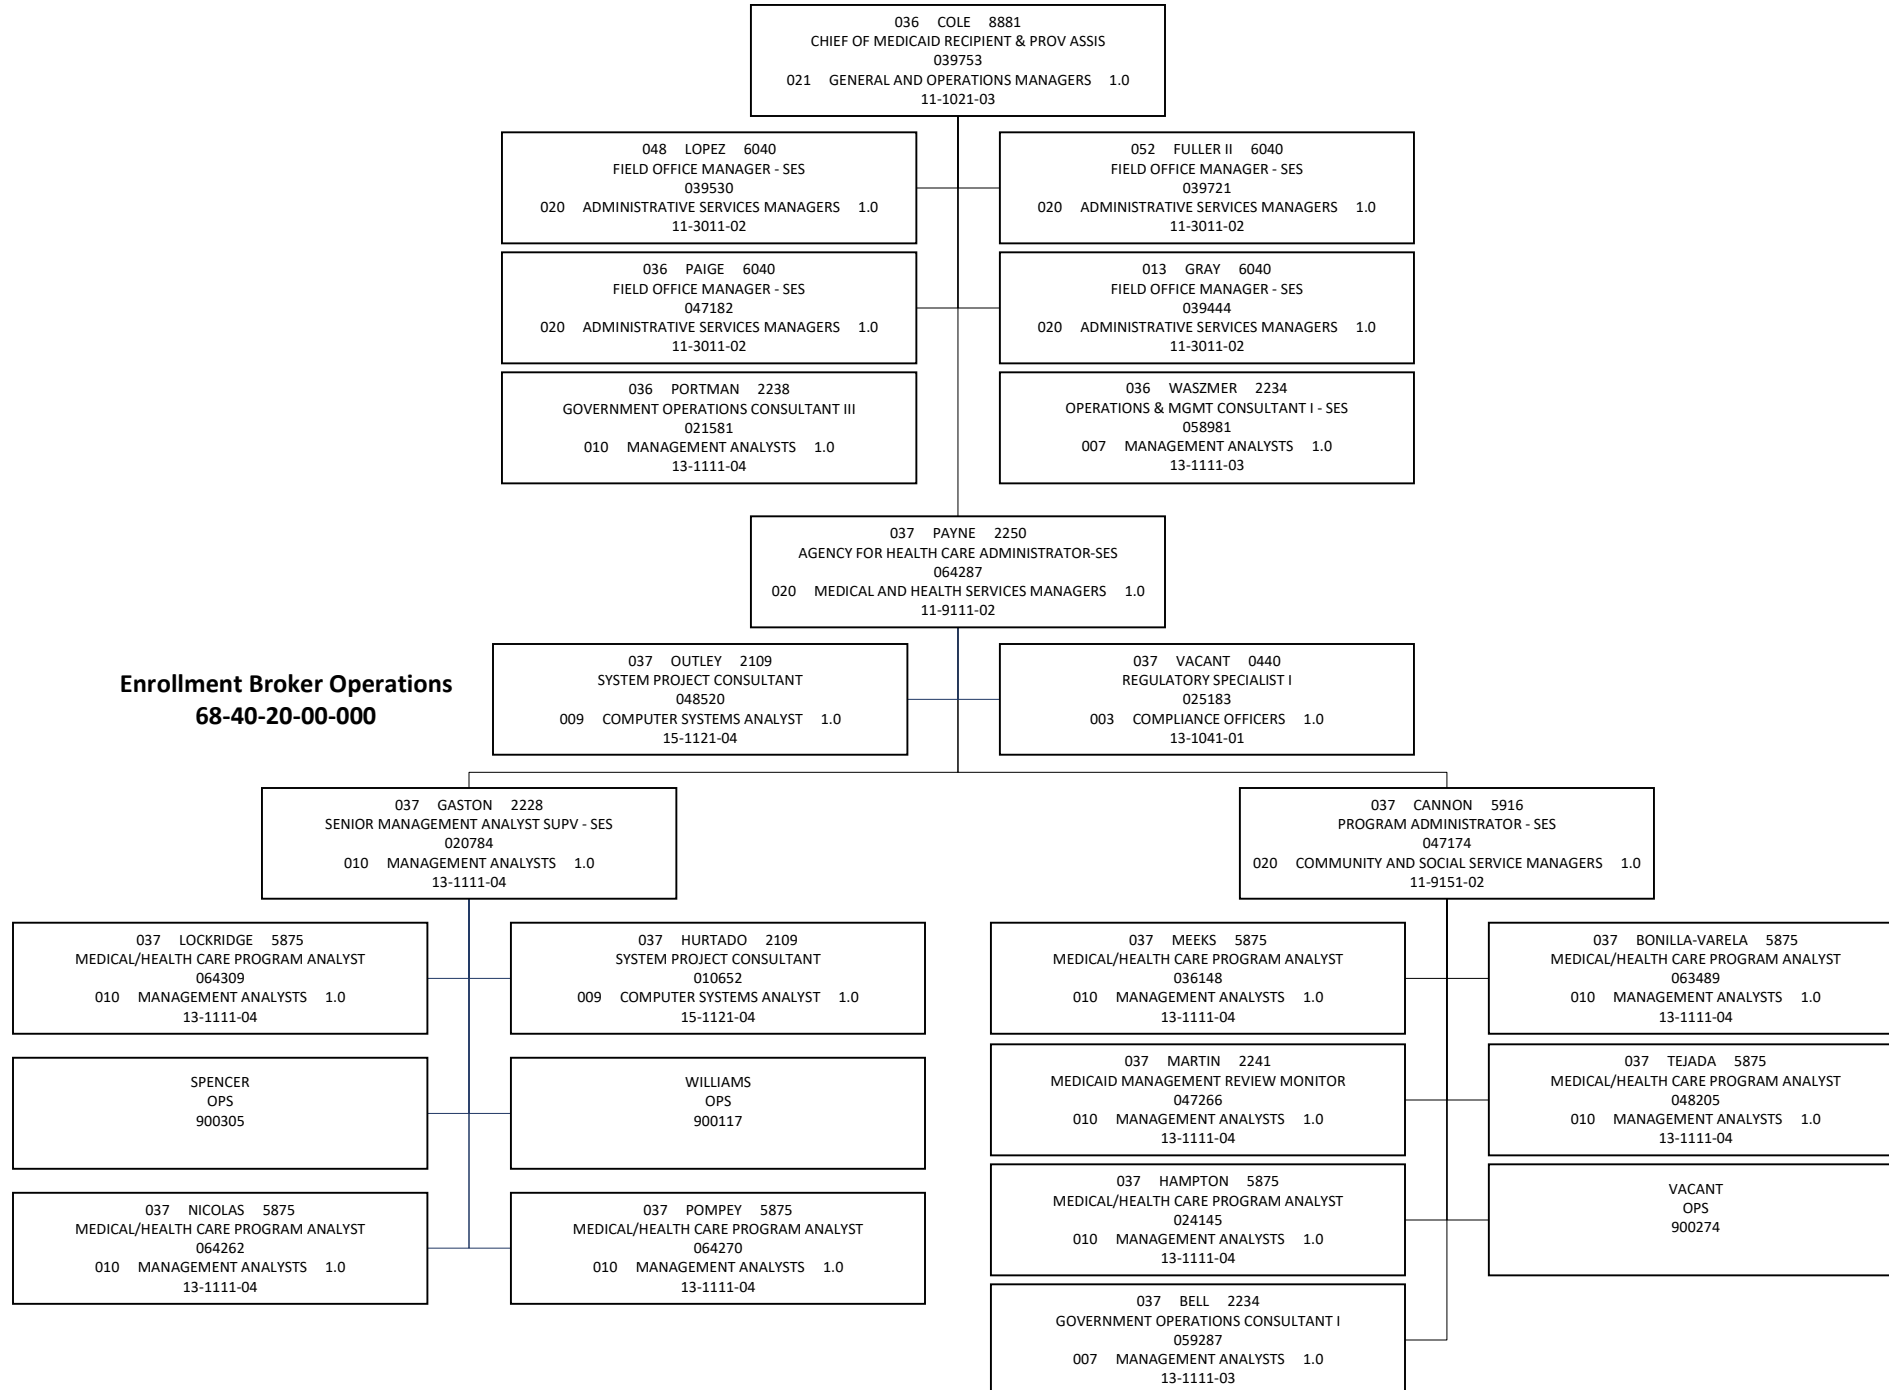 036 COLE 8881
CHIEF OF MEDICAID RECIPIENT & PROV ASSIS
039753
021 GENERAL AND OPERATIONS MANAGERS 1.0
11-1021-03
048 LOPEZ 6040
FIELD OFFICE MANAGER - SES
039530
020 ADMINISTRATIVE SERVICES MANAGERS 1.0
11-3011-02
052 FULLER II 6040
FIELD OFFICE MANAGER - SES
039721
020 ADMINISTRATIVE SERVICES MANAGERS 1.0
11-3011-02
036 PAIGE 6040
FIELD OFFICE MANAGER - SES
047182
020 ADMINISTRATIVE SERVICES MANAGERS 1.0
11-3011-02
013 GRAY 6040
FIELD OFFICE MANAGER - SES
039444
020 ADMINISTRATIVE SERVICES MANAGERS 1.0
11-3011-02
036 PORTMAN 2238
GOVERNMENT OPERATIONS CONSULTANT III
021581
010 MANAGEMENT ANALYSTS 1.0
13-1111-04
036 WASZMER 2234
OPERATIONS & MGMT CONSULTANT I - SES
058981
007 MANAGEMENT ANALYSTS 1.0
13-1111-03
037 PAYNE 2250
AGENCY FOR HEALTH CARE ADMINISTRATOR-SES
064287
020 MEDICAL AND HEALTH SERVICES MANAGERS 1.0
11-9111-02
Enrollment Broker Operations
68-40-20-00-000
037 OUTLEY 2109
SYSTEM PROJECT CONSULTANT
048520
009 COMPUTER SYSTEMS ANALYST 1.0
15-1121-04
037 VACANT 0440
REGULATORY SPECIALIST I
025183
003 COMPLIANCE OFFICERS 1.0
13-1041-01
037 GASTON 2228
SENIOR MANAGEMENT ANALYST SUPV - SES
020784
010 MANAGEMENT ANALYSTS 1.0
13-1111-04
037 CANNON 5916
PROGRAM ADMINISTRATOR - SES
047174
020 COMMUNITY AND SOCIAL SERVICE MANAGERS 1.0
11-9151-02
037 LOCKRIDGE 5875
MEDICAL/HEALTH CARE PROGRAM ANALYST
064309
010 MANAGEMENT ANALYSTS 1.0
13-1111-04
037 HURTADO 2109
SYSTEM PROJECT CONSULTANT
010652
009 COMPUTER SYSTEMS ANALYST 1.0
15-1121-04
037 MEEKS 5875
MEDICAL/HEALTH CARE PROGRAM ANALYST
036148
010 MANAGEMENT ANALYSTS 1.0
13-1111-04
037 BONILLA-VARELA 5875
MEDICAL/HEALTH CARE PROGRAM ANALYST
063489
010 MANAGEMENT ANALYSTS 1.0
13-1111-04
SPENCER
OPS
900305
WILLIAMS
OPS
900117
037 MARTIN 2241
MEDICAID MANAGEMENT REVIEW MONITOR
047266
010 MANAGEMENT ANALYSTS 1.0
13-1111-04
037 TEJADA 5875
MEDICAL/HEALTH CARE PROGRAM ANALYST
048205
010 MANAGEMENT ANALYSTS 1.0
13-1111-04
037 NICOLAS 5875
MEDICAL/HEALTH CARE PROGRAM ANALYST
064262
010 MANAGEMENT ANALYSTS 1.0
13-1111-04
037 POMPEY 5875
MEDICAL/HEALTH CARE PROGRAM ANALYST
064270
010 MANAGEMENT ANALYSTS 1.0
13-1111-04
037 HAMPTON 5875
MEDICAL/HEALTH CARE PROGRAM ANALYST
024145
010 MANAGEMENT ANALYSTS 1.0
13-1111-04
VACANT
OPS
900274
037 BELL 2234
GOVERNMENT OPERATIONS CONSULTANT I
059287
007 MANAGEMENT ANALYSTS 1.0
13-1111-03